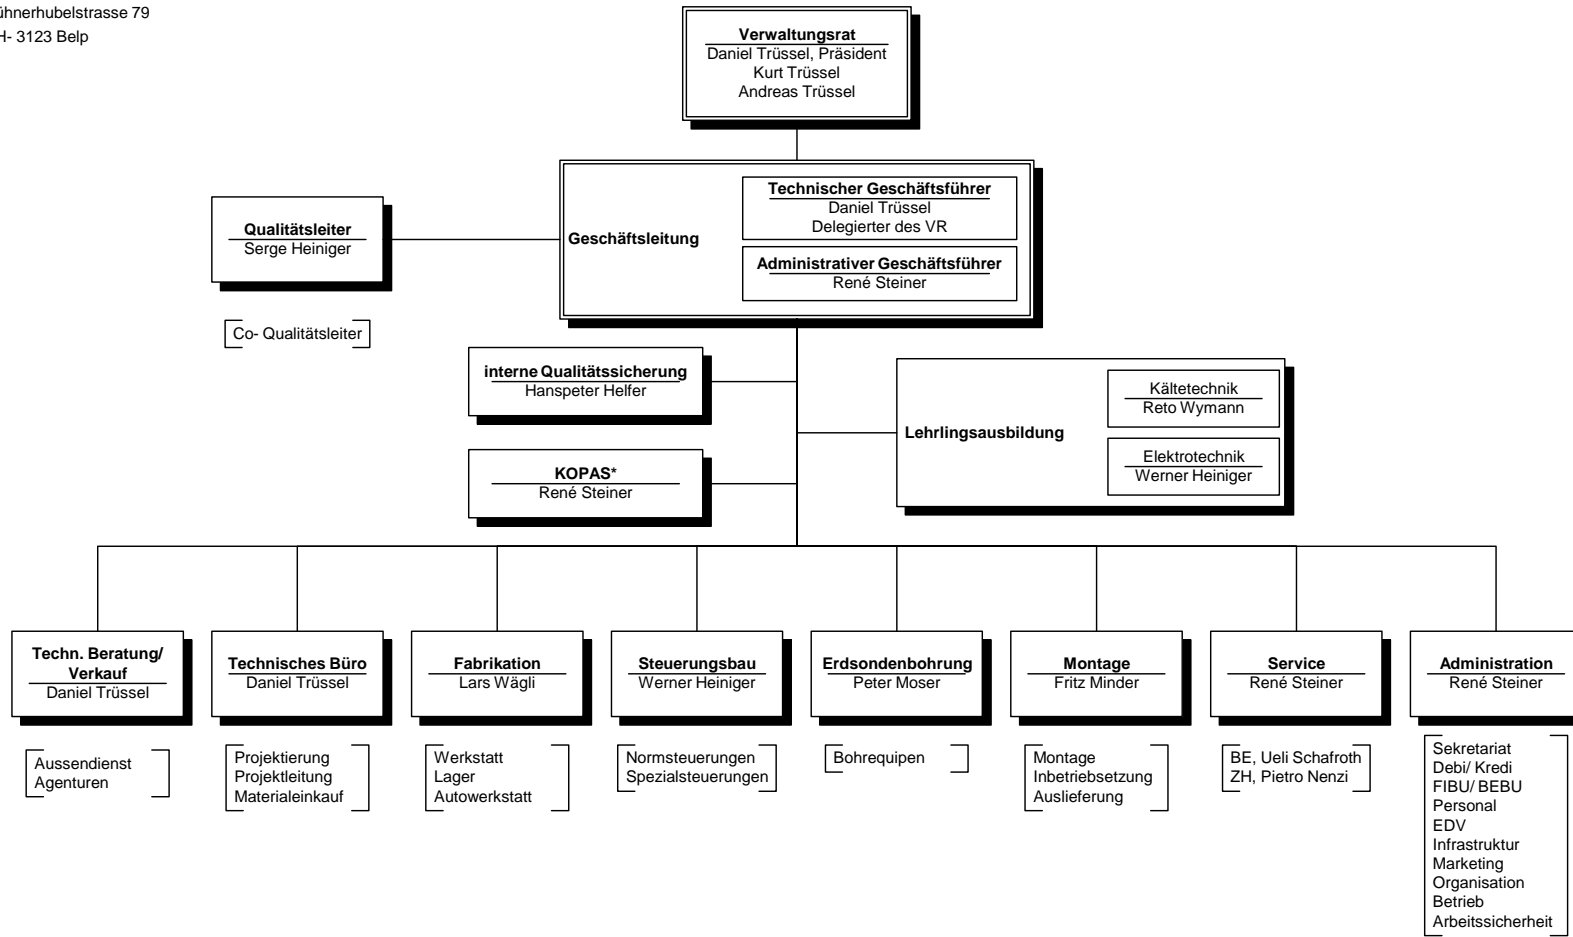 ühnerhubelstrasse 79
H- 3123 Belp
Verwaltungsrat
Daniel Trüssel, Präsident
Kurt Trüssel
Andreas Trüssel
Geschäftsleitung
Technischer Geschäftsführer
Daniel Trüssel
Delegierter des VR
Administrativer Geschäftsführer
René Steiner
Qualitätsleiter
Serge Heiniger
Co- Qualitätsleiter
interne Qualitätssicherung
Hanspeter Helfer
KOPAS*
René Steiner
Lehrlingsausbildung
Kältetechnik
Reto Wymann
Elektrotechnik
Werner Heiniger
Techn. Beratung/
Verkauf
Daniel Trüssel
Aussendienst
Agenturen
Technisches Büro
Daniel Trüssel
Projektierung
Projektleitung
Materialeinkauf
Fabrikation
Lars Wägli
Werkstatt
Lager
Autowerkstatt
Steuerungsbau
Werner Heiniger
Normsteuerungen
Spezialsteuerungen
Erdsondenbohrung
Peter Moser
Bohrequipen
Montage
Fritz Minder
Montage
Inbetriebsetzung
Auslieferung
Service
René Steiner
BE, Ueli Schafroth
ZH, Pietro Nenzi
Administration
René Steiner
Sekretariat
Debi/ Kredi
FIBU/ BEBU
Personal
EDV
Infrastruktur
Marketing
Organisation
Betrieb
Arbeitssicherheit